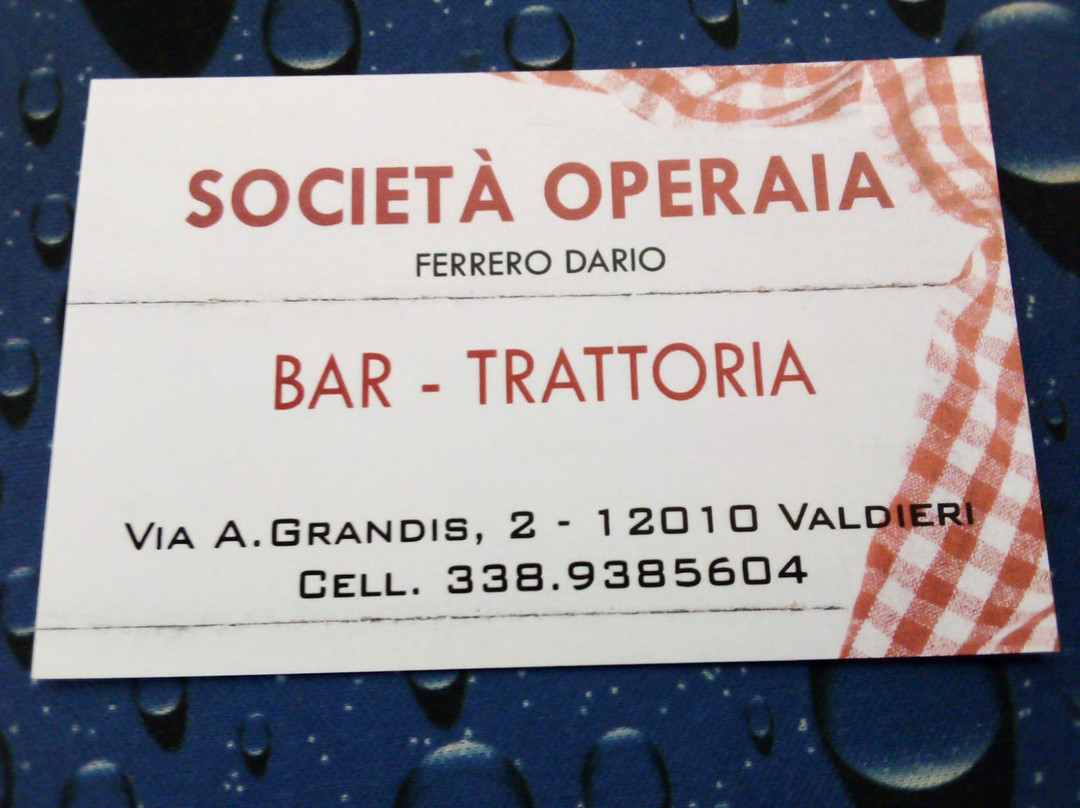 SOCIETÀ OPERAIA
FERRERO DARIO
BAR - TRATTORIA
VIA A.GRANDIS, 2 - 12010 VALDIERI
CELL. 338.9385604